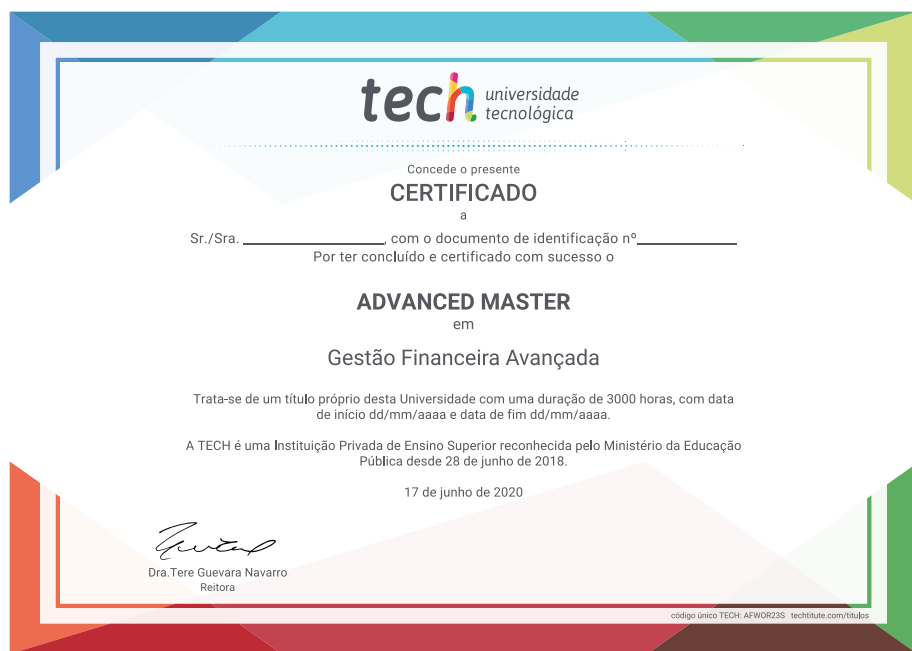 tech universidade
tecnológica
Concede o presente
CERTIFICADO
a
Sr./Sra. ________________, com o documento de identificação nº____________
Por ter concluído e certificado com sucesso o
ADVANCED MASTER
em
Gestão Financeira Avançada
Trata-se de um título próprio desta Universidade com uma duração de 3000 horas, com data
de início dd/mm/aaaa e data de fim dd/mm/aaaa.
A TECH é uma Instituição Privada de Ensino Superior reconhecida pelo Ministério da Educação
Pública desde 28 de junho de 2018.
17 de junho de 2020
Dra.Tere Guevara Navarro
Reitora
código único TECH: AFWOR23S techtitute.com/titulos